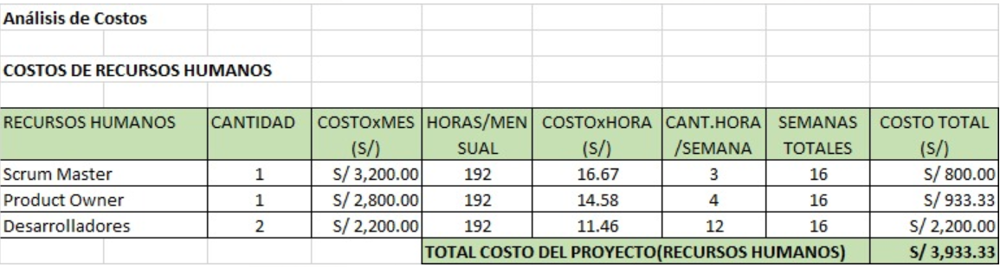 Análisis de Costos
COSTOS DE RECURSOS HUMANOS
RECURSOS HUMANOS CANTIDAD COSTOxMES HORAS/MEN COSTOxHORA CANT.HORA SEMANAS COSTO TOTAL
(S/) SUAL (S/) /SEMANA TOTALES (S/)
Scrum Master 1 S/ 3,200.00 192 16.67 3 16 S/ 800.00
Product Owner 1 S/ 2,800.00 192 14.58 4 16 S/ 933.33
Desarrolladores 2 S/ 2,200.00 192 11.46 12 16 S/ 2,200.00
TOTAL COSTO DEL PROYECTO(RECURSOS HUMANOS) S/ 3,933.33